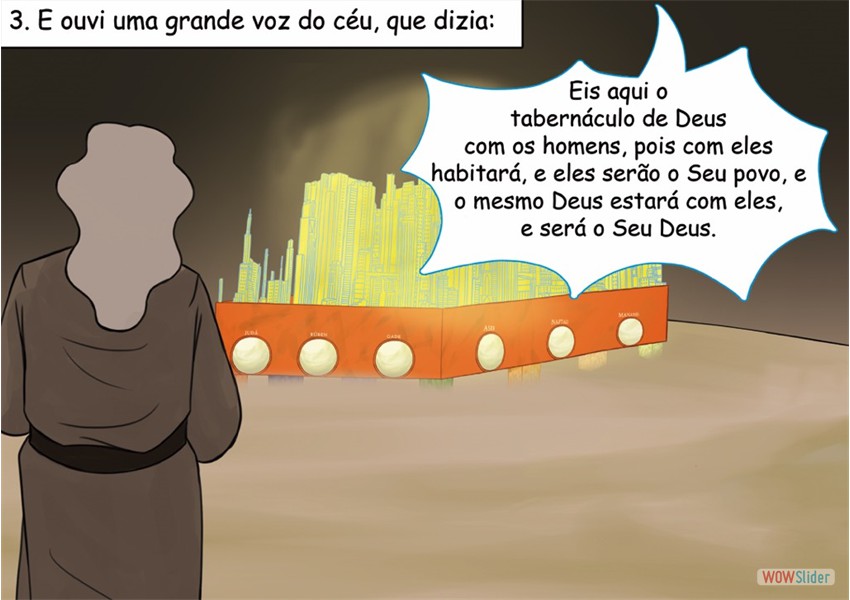 3. E ouvi uma grande voz do céu, que dizia:
Eis aqui o
tabernáculo de Deus
com os homens, pois com eles
habitará, e eles serão o Seu povo, e
o mesmo Deus estará com eles,
e será o Seu Deus.
JUDÁ
RÚBEN
GADE
ASER
NAFTALI
MANASSÉS
WOWSlider